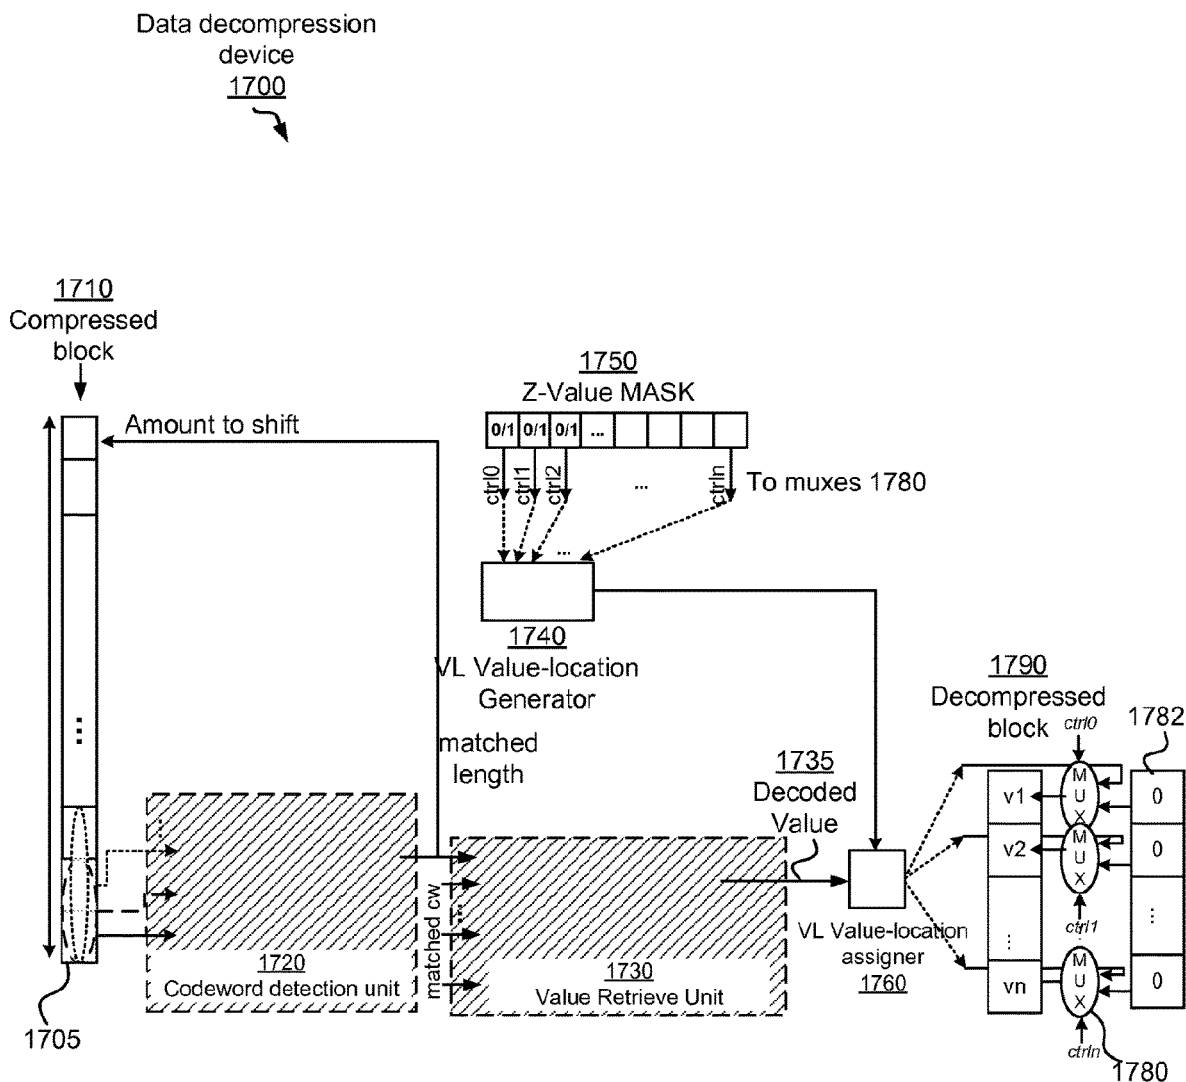 Data decompression
device
1700
1710
Compressed
block
Amount to shift
1750
Z-Value MASK
0/1 0/1 0/1 ...
ctrl0 ctrl1 ctrl2 ... ctrln
To muxes 1780
...
1740
VL Value-location
Generator
matched
length
...
1720
Codeword detection unit
1705
matched cw
...
1730
Value Retrieve Unit
1735
Decoded
Value
VL Value-location
assigner
1760
1790
Decompressed
block
ctrl0
1782
v1 MUX 0
v2 MUX 0
ctrl1
... ...
vn MUX 0
ctrln
1780